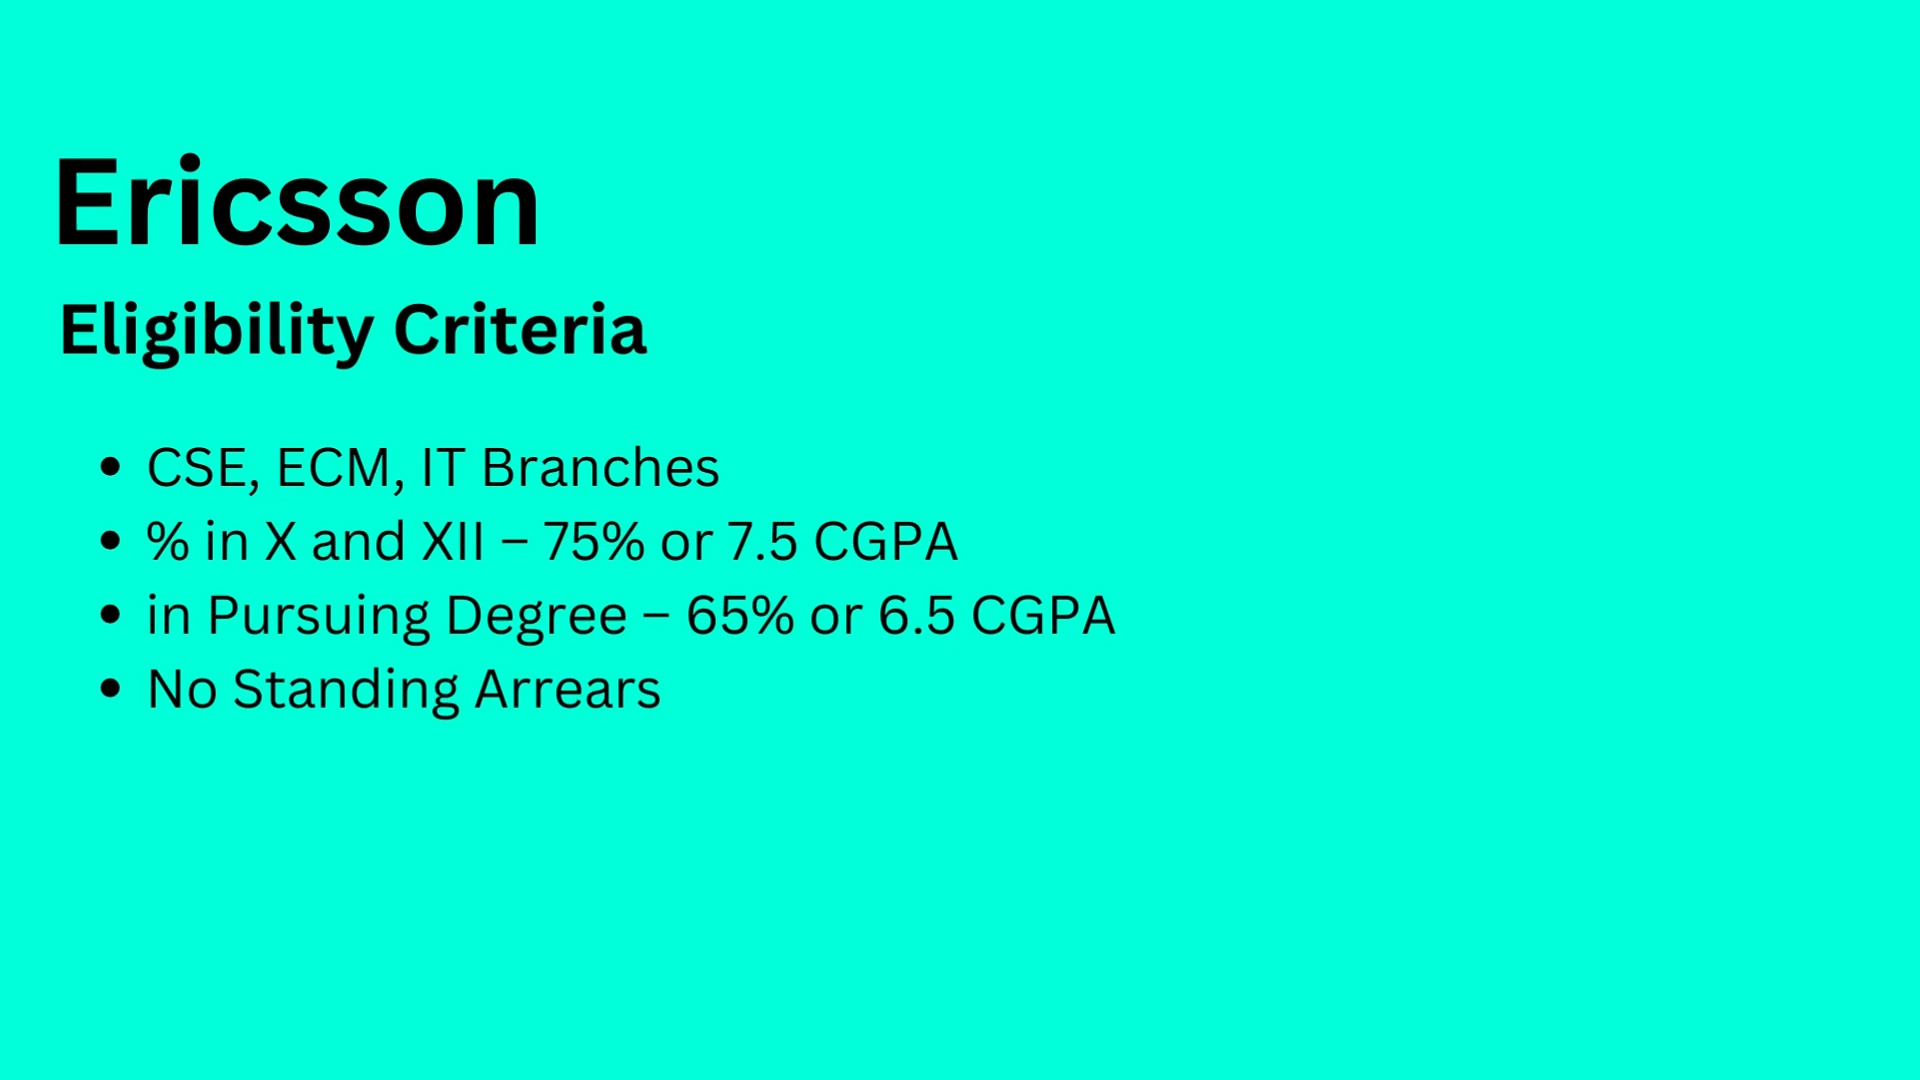 Ericsson
Eligibility Criteria
• CSE, ECM, IT Branches
• % in X and XII – 75% or 7.5 CGPA
• in Pursuing Degree – 65% or 6.5 CGPA
• No Standing Arrears